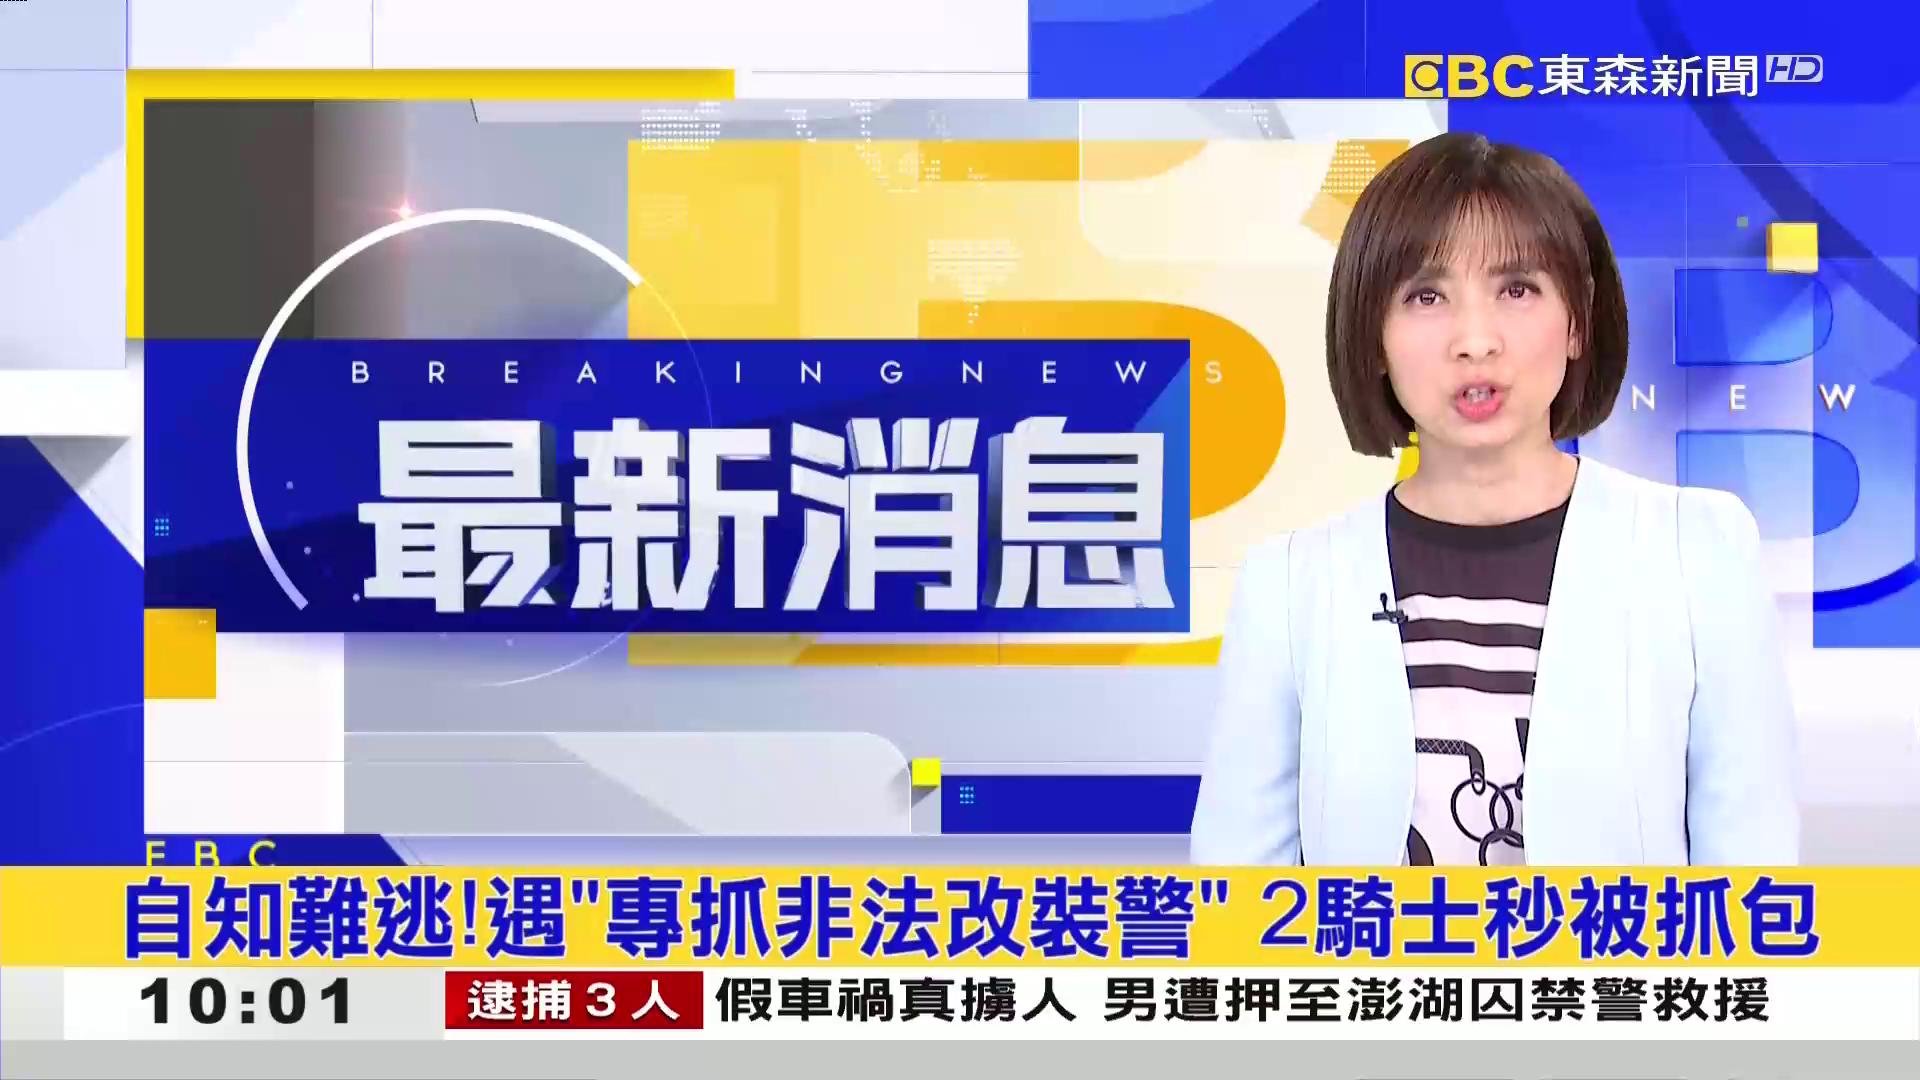 EBC東森新聞HD
BREAKINGNEWS
NEW
最新消息
EBC
自知難逃!遇"專抓非法改裝警" 2騎士秒被抓包
10:01 逮捕3人 假車禍真擄人 男遭押至澎湖囚禁警救援